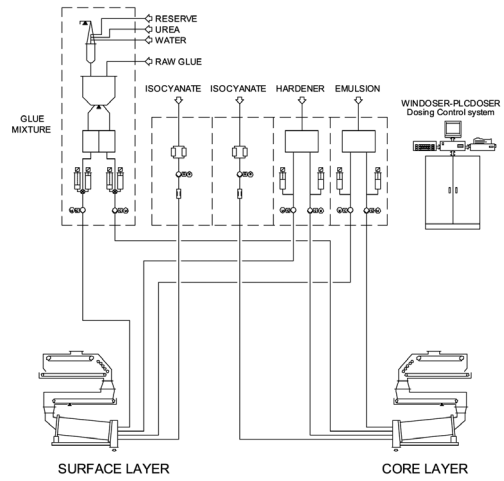 RESERVE
UREA
WATER
RAW GLUE
ISOCYANATE ISOCYANATE HARDENER EMULSION
GLUE
MIXTURE
WINDOSER-PLCDOSER
Dosing Control system
SURFACE LAYER
CORE LAYER